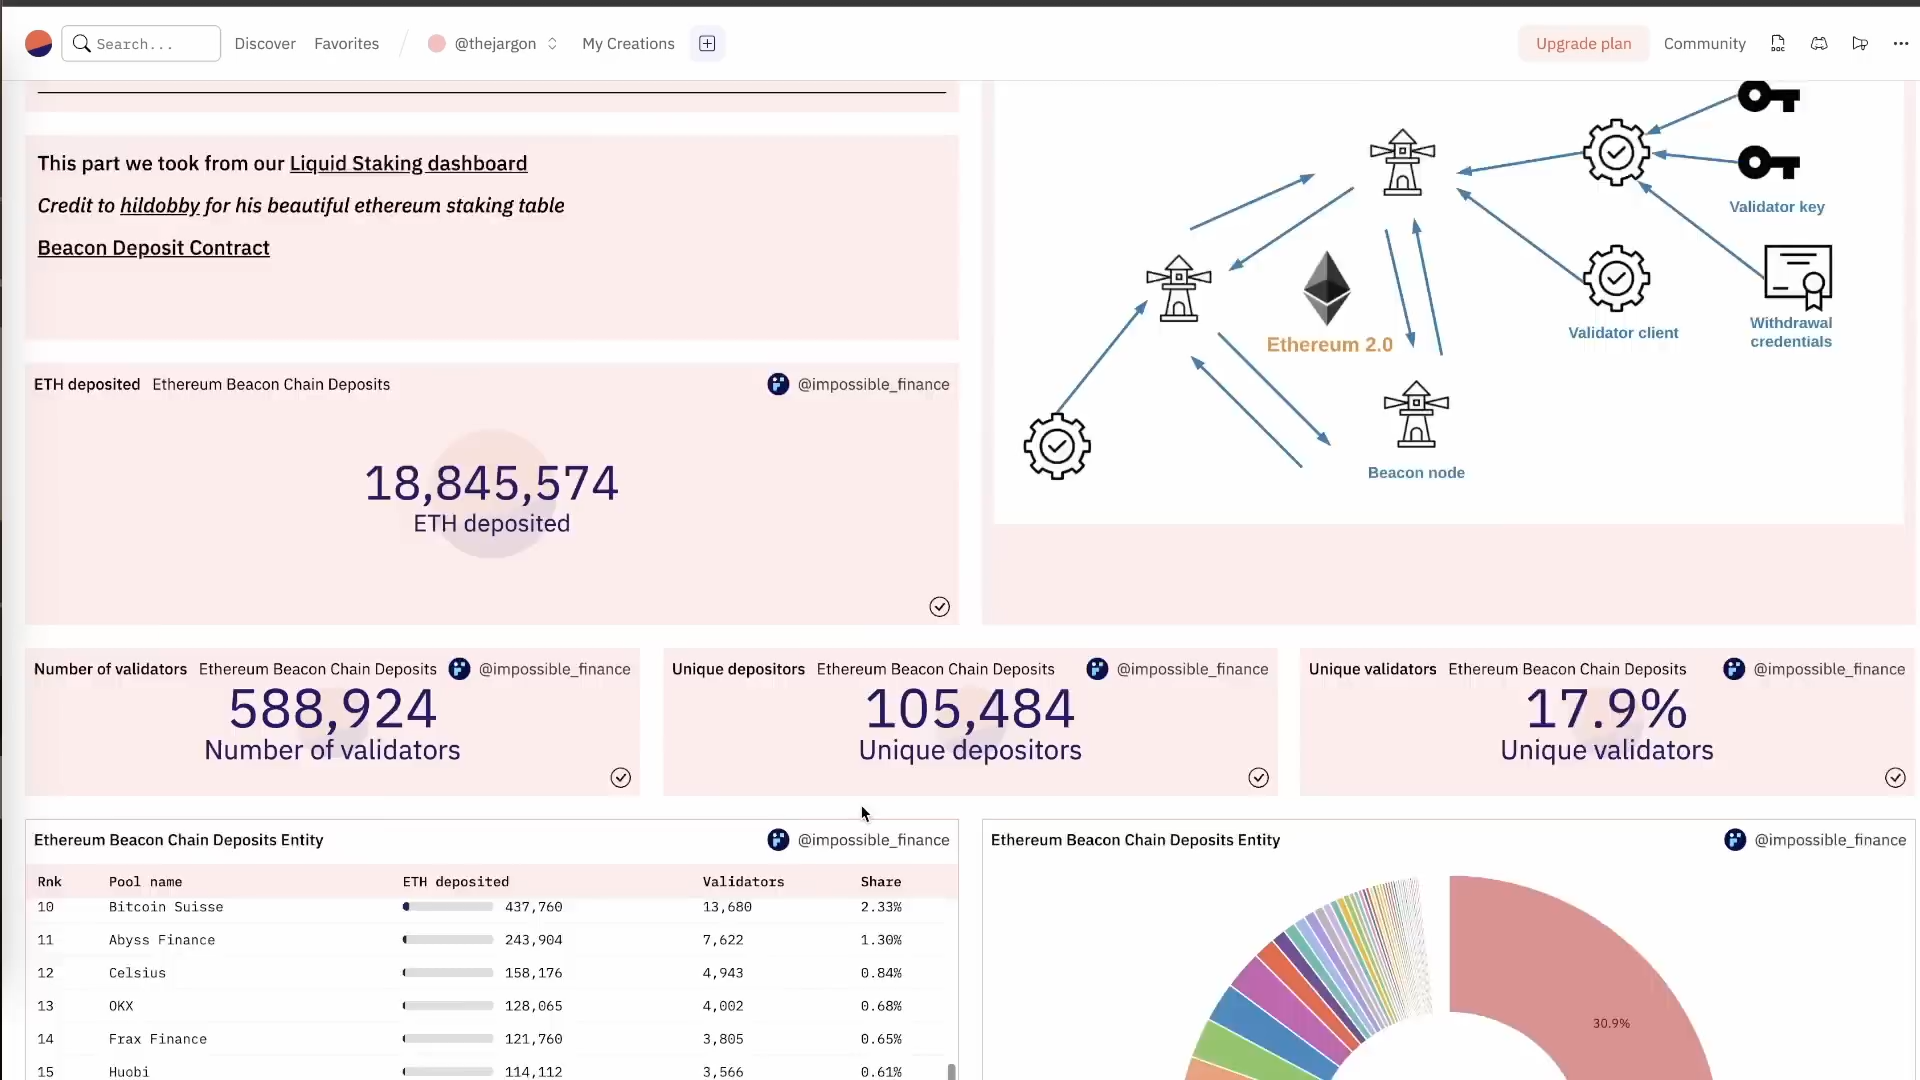 Search...
Discover
Favorites
@thejargon
My Creations
Upgrade plan
Community
DOC
This part we took from our Liquid Staking dashboard
Credit to hildobby for his beautiful ethereum staking table
Beacon Deposit Contract
Validator key
Ethereum 2.0
Validator client
Withdrawal
credentials
Beacon node
ETH deposited Ethereum Beacon Chain Deposits
@impossible_finance
18,845,574
ETH deposited
Number of validators Ethereum Beacon Chain Deposits
@impossible_finance
588,924
Number of validators
Unique depositors Ethereum Beacon Chain Deposits
@impossible_finance
105,484
Unique depositors
Unique validators Ethereum Beacon Chain Deposits
@impossible_finance
17.9%
Unique validators
Ethereum Beacon Chain Deposits Entity
@impossible_finance
Rnk Pool name ETH deposited Validators Share
10 Bitcoin Suisse 437,760 13,680 2.33%
11 Abyss Finance 243,904 7,622 1.30%
12 Celsius 158,176 4,943 0.84%
13 OKX 128,065 4,002 0.68%
14 Frax Finance 121,760 3,805 0.65%
15 Huobi 114,112 3,566 0.61%
Ethereum Beacon Chain Deposits Entity
@impossible_finance
30.9%